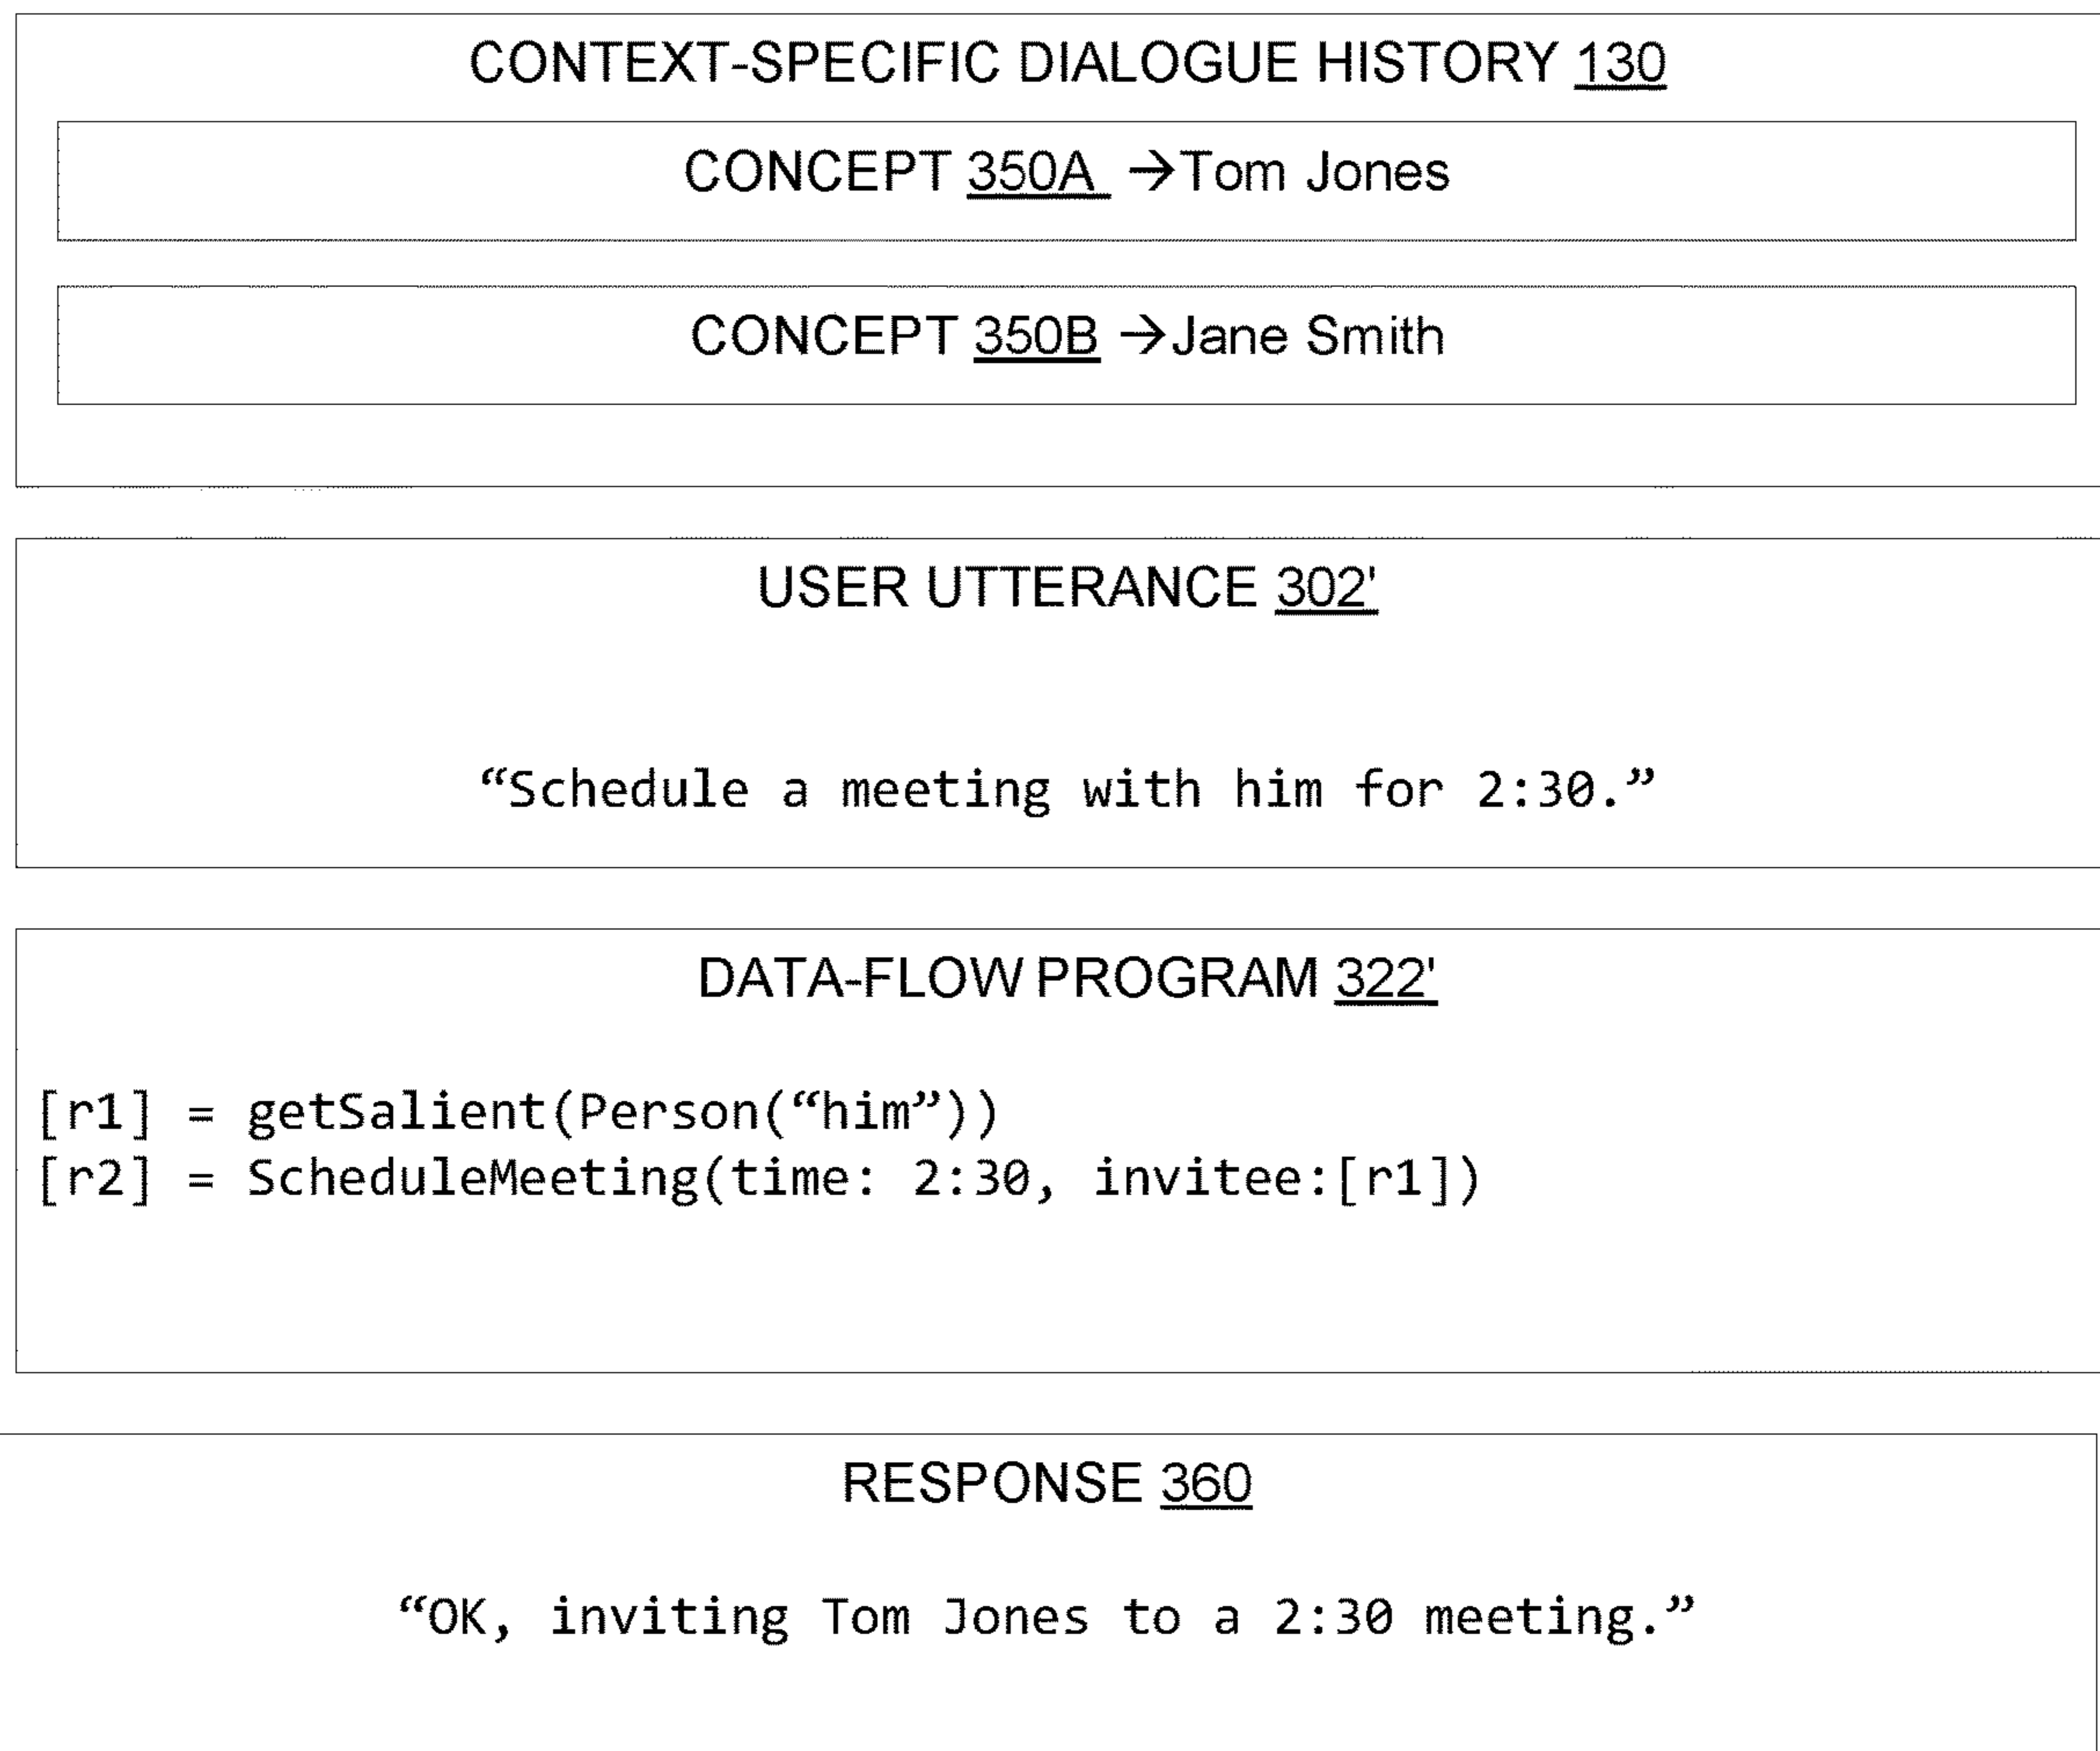 CONTEXT-SPECIFIC DIALOGUE HISTORY 130
CONCEPT 350A →Tom Jones
CONCEPT 350B →Jane Smith
USER UTTERANCE 302'
“Schedule a meeting with him for 2:30.”
DATA-FLOW PROGRAM 322'
[r1] = getSalient(Person(“him”))
[r2] = ScheduleMeeting(time: 2:30, invitee:[r1])
RESPONSE 360
“OK, inviting Tom Jones to a 2:30 meeting.”